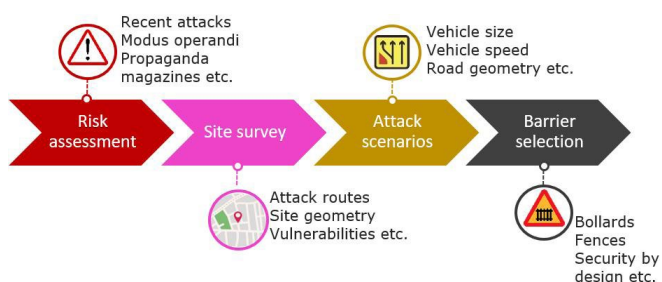 Recent attacks
Modus operandi
Propaganda
magazines etc.
Vehicle size
Vehicle speed
Road geometry etc.
Risk
assessment
Site survey
Attack
scenarios
Barrier
selection
Attack routes
Site geometry
Vulnerabilities etc.
Bollards
Fences
Security by
design etc.